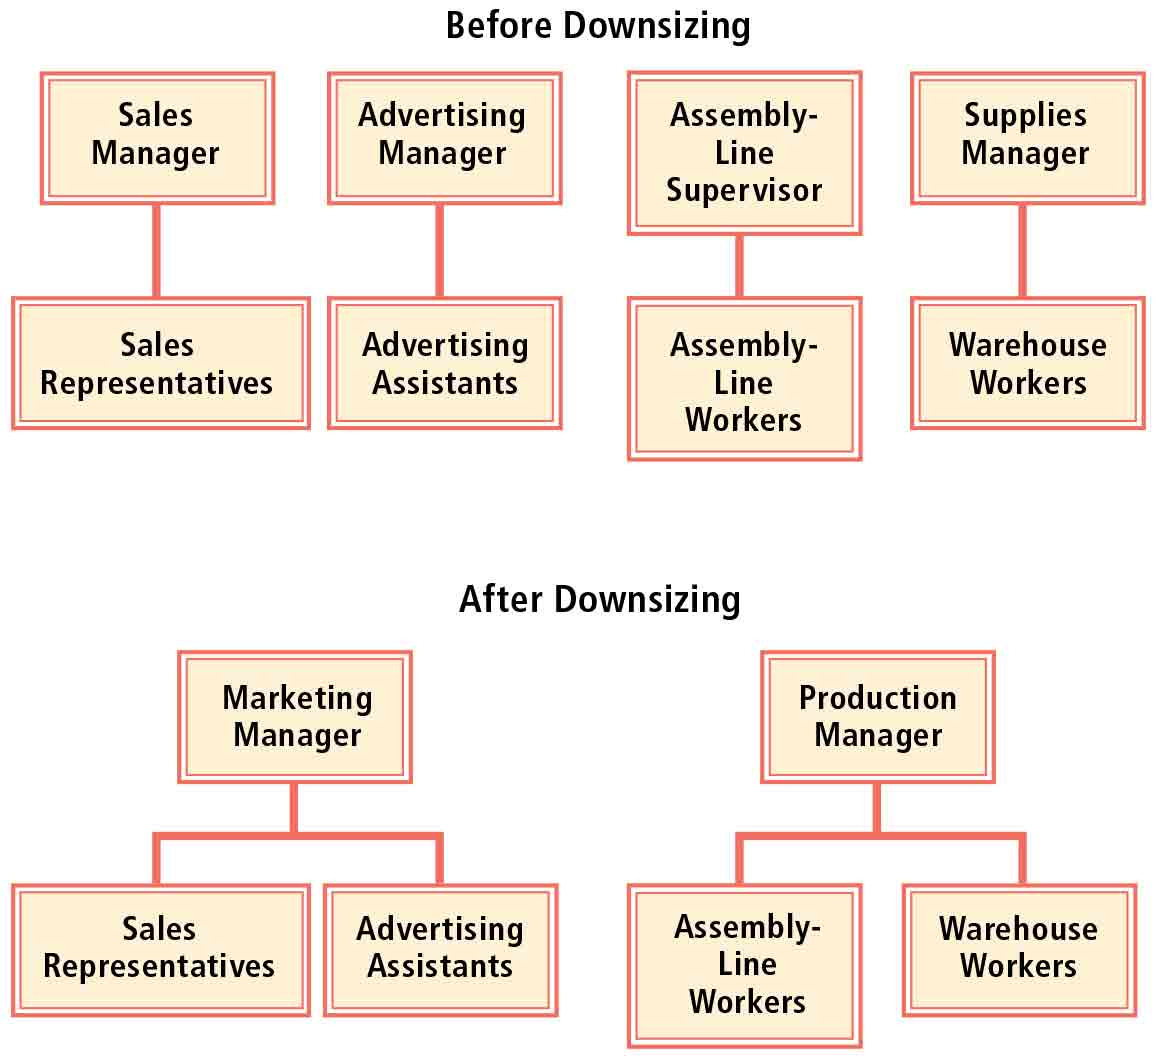 Before Downsizing
Sales
Manager
Advertising
Manager
Assembly-
Line
Supervisor
Supplies
Manager
Sales
Representatives
Advertising
Assistants
Assembly-
Line
Workers
Warehouse
Workers
After Downsizing
Marketing
Manager
Production
Manager
Sales
Representatives
Advertising
Assistants
Assembly-
Line
Workers
Warehouse
Workers